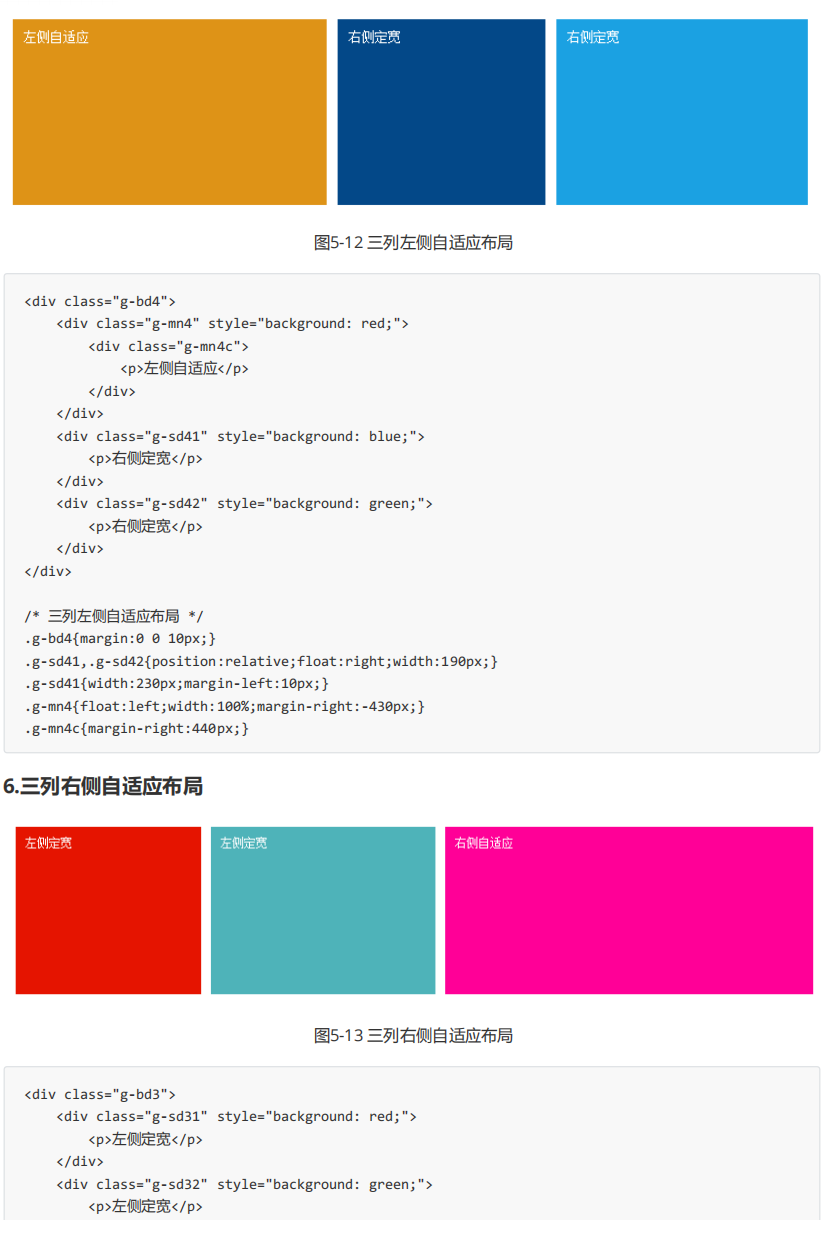 左侧自适应
右侧定宽
右侧定宽
图5-12 三列左侧自适应布局
<div class="g-bd4">
    <div class="g-mn4" style="background: red;">
        <div class="g-mn4c">
            <p>左侧自适应</p>
        </div>
    </div>
    <div class="g-sd41" style="background: blue;">
        <p>右侧定宽</p>
    </div>
    <div class="g-sd42" style="background: green;">
        <p>右侧定宽</p>
    </div>
</div>
/* 三列左侧自适应布局 */
.g-bd4{margin:0 0 10px;}
.g-sd41,.g-sd42{position:relative;float:right;width:190px;}
.g-sd41{width:230px;margin-left:10px;}
.g-mn4{float:left;width:100%;margin-right:-430px;}
.g-mn4c{margin-right:440px;}
6.三列右侧自适应布局
左侧定宽
左侧定宽
右侧自适应
图5-13 三列右侧自适应布局
<div class="g-bd3">
    <div class="g-sd31" style="background: red;">
        <p>左侧定宽</p>
    </div>
    <div class="g-sd32" style="background: green;">
        <p>左侧定宽</p>